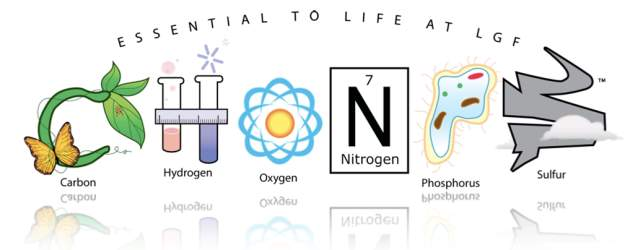 ESSENTIAL TO LIFE AT LGF
7
N
Nitrogen
™
Carbon
Hydrogen
Oxygen
Phosphorus
Sulfur